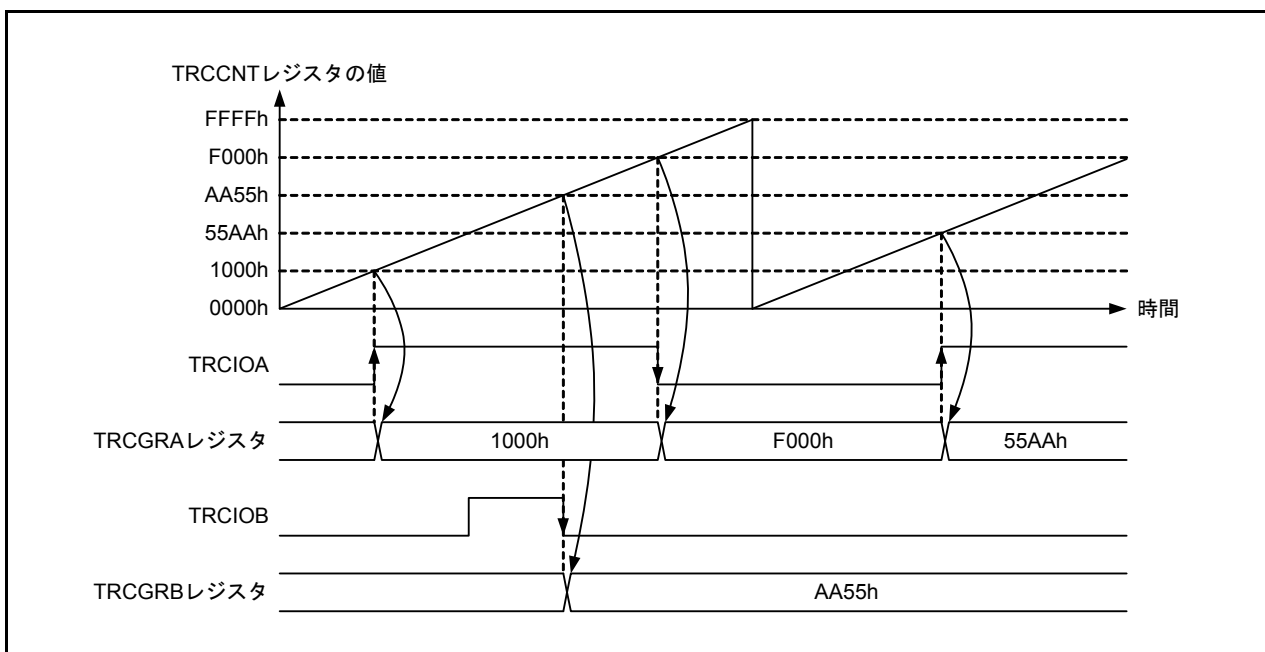 TRCCNTレジスタの値
FFFFh
F000h
AA55h
55AAh
1000h
0000h
時間
TRCIOA
TRCGRAレジスタ 1000h F000h 55AAh
TRCIOB
TRCGRBレジスタ AA55h